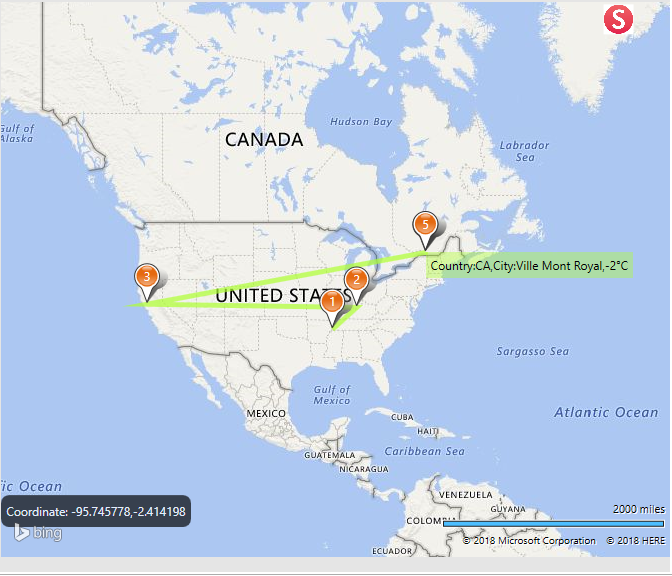 S
Gulf of
Alaska
Hudson Bay
CANADA
Labrador
Sea
5
Country:CA,City:Ville Mont Royal,-2°C
3
2
UNITED STATES
1
Sargasso Sea
Gulf of
Mexico
MEXICO
CUBA
HAITI
Atlantic Ocean
GUATEMALA
Caribbean Sea
NICARAGUA
ic Ocean
VENEZUELA
GUYANA
2000 miles
Coordinate: -95.745778,-2.414198
COLOMB
bing
© 2018 Microsoft Corporation © 2018 HERE
ECUADOR